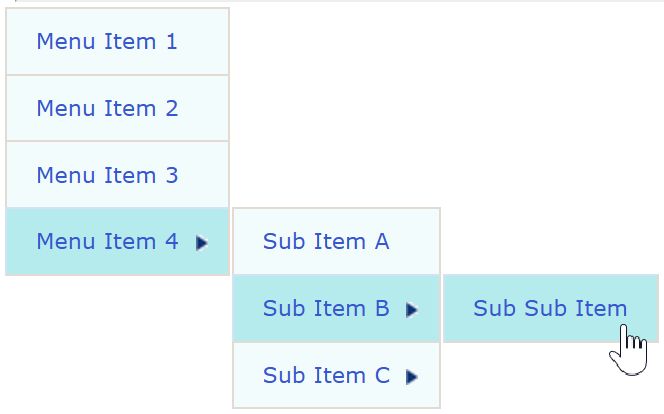 Menu Item 1
Menu Item 2
Menu Item 3
Menu Item 4
Sub Item A
Sub Item B
Sub Sub Item
Sub Item C